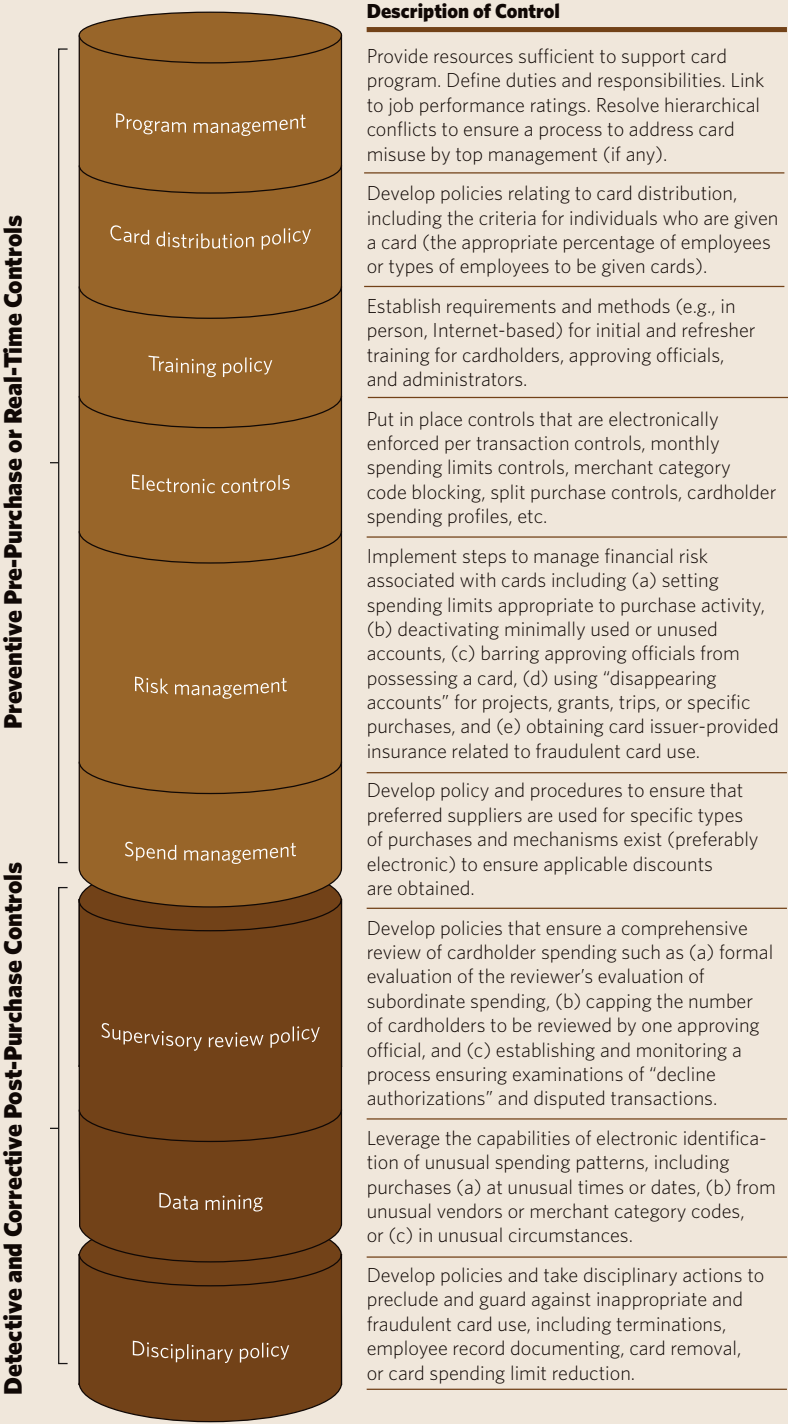 Description of Control
Preventive Pre-Purchase or Real-Time Controls
Program management
Provide resources sufficient to support card
program. Define duties and responsibilities. Link
to job performance ratings. Resolve hierarchical
conflicts to ensure a process to address card
misuse by top management (if any).
Card distribution policy
Develop policies relating to card distribution,
including the criteria for individuals who are given
a card (the appropriate percentage of employees
or types of employees to be given cards).
Training policy
Establish requirements and methods (e.g., in
person, Internet-based) for initial and refresher
training for cardholders, approving officials,
and administrators.
Electronic controls
Put in place controls that are electronically
enforced per transaction controls, monthly
spending limits controls, merchant category
code blocking, split purchase controls, cardholder
spending profiles, etc.
Risk management
Implement steps to manage financial risk
associated with cards including (a) setting
spending limits appropriate to purchase activity,
(b) deactivating minimally used or unused
accounts, (c) barring approving officials from
possessing a card, (d) using “disappearing
accounts” for projects, grants, trips, or specific
purchases, and (e) obtaining card issuer-provided
insurance related to fraudulent card use.
Spend management
Develop policy and procedures to ensure that
preferred suppliers are used for specific types
of purchases and mechanisms exist (preferably
electronic) to ensure applicable discounts
are obtained.
Detective and Corrective Post-Purchase Controls
Supervisory review policy
Develop policies that ensure a comprehensive
review of cardholder spending such as (a) formal
evaluation of the reviewer’s evaluation of
subordinate spending, (b) capping the number
of cardholders to be reviewed by one approving
official, and (c) establishing and monitoring a
process ensuring examinations of “decline
authorizations” and disputed transactions.
Data mining
Leverage the capabilities of electronic identifica-
tion of unusual spending patterns, including
purchases (a) at unusual times or dates, (b) from
unusual vendors or merchant category codes,
or (c) in unusual circumstances.
Disciplinary policy
Develop policies and take disciplinary actions to
preclude and guard against inappropriate and
fraudulent card use, including terminations,
employee record documenting, card removal,
or card spending limit reduction.